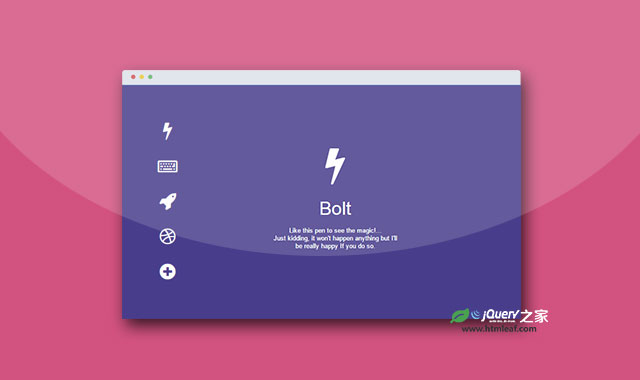 Bolt
Like this pen to see the magic!...
Just kidding, it won't happen anything but I'll
be really happy If you do so.
jQuery之家
www.htmleaf.com